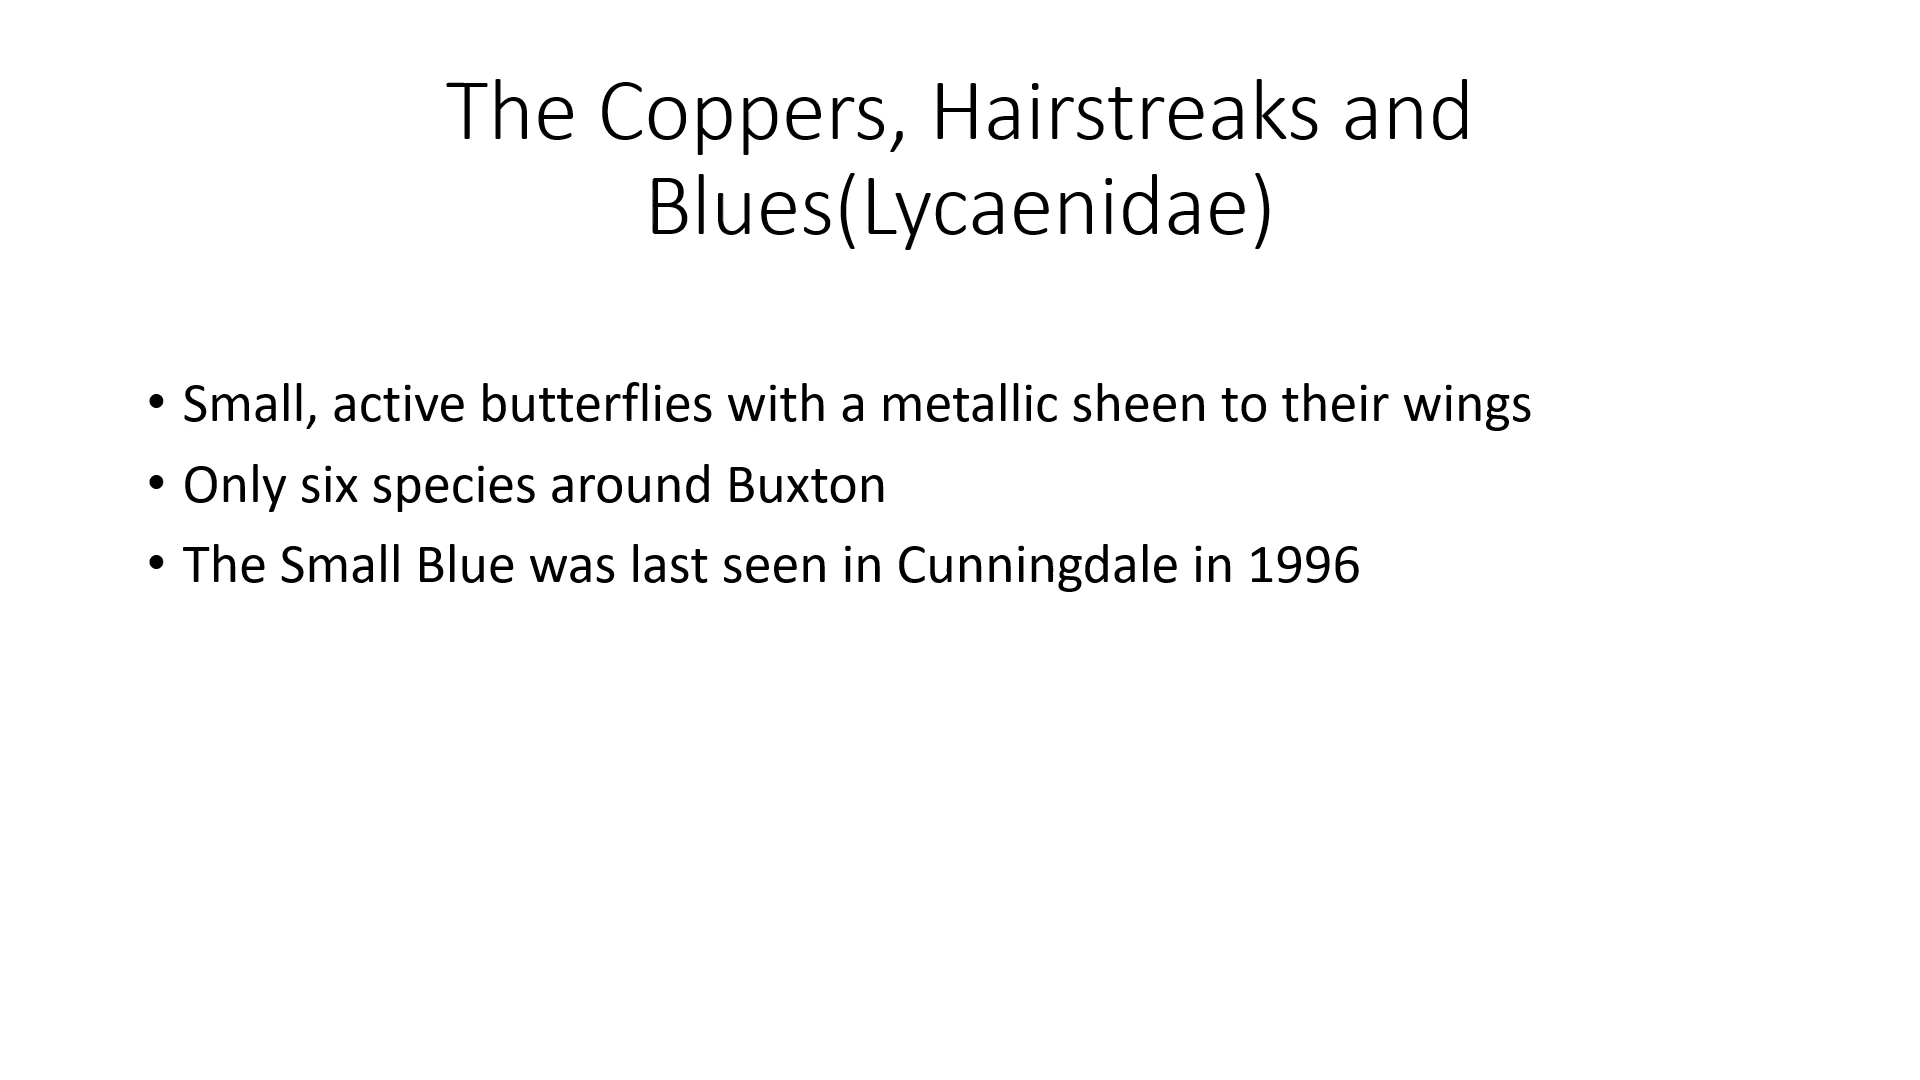 The Coppers, Hairstreaks and
Blues(Lycaenidae)
• Small, active butterflies with a metallic sheen to their wings
• Only six species around Buxton
• The Small Blue was last seen in Cunningdale in 1996